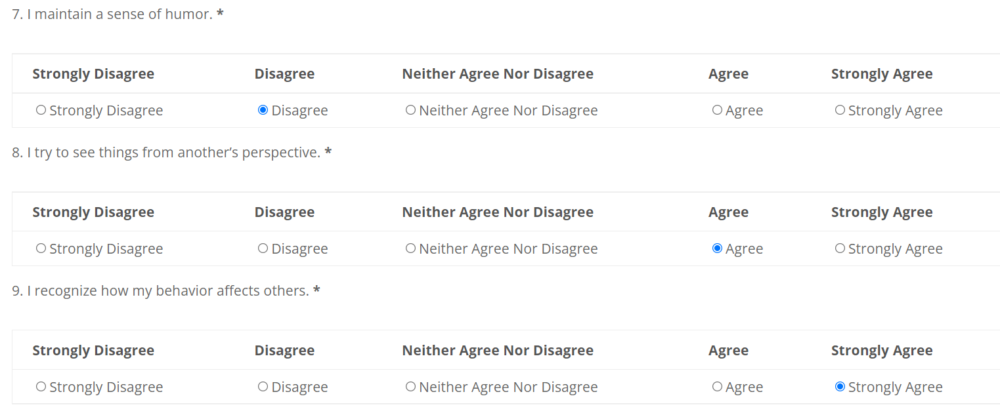 7. I maintain a sense of humor. *
Strongly Disagree Disagree Neither Agree Nor Disagree Agree Strongly Agree
Strongly Disagree Disagree Neither Agree Nor Disagree Agree Strongly Agree
8. I try to see things from another’s perspective. *
Strongly Disagree Disagree Neither Agree Nor Disagree Agree Strongly Agree
Strongly Disagree Disagree Neither Agree Nor Disagree Agree Strongly Agree
9. I recognize how my behavior affects others. *
Strongly Disagree Disagree Neither Agree Nor Disagree Agree Strongly Agree
Strongly Disagree Disagree Neither Agree Nor Disagree Agree Strongly Agree